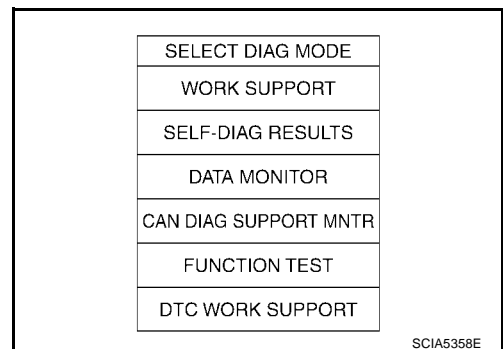 SELECT DIAG MODE
WORK SUPPORT
SELF-DIAG RESULTS
DATA MONITOR
CAN DIAG SUPPORT MNTR
FUNCTION TEST
DTC WORK SUPPORT
SCIA5358E